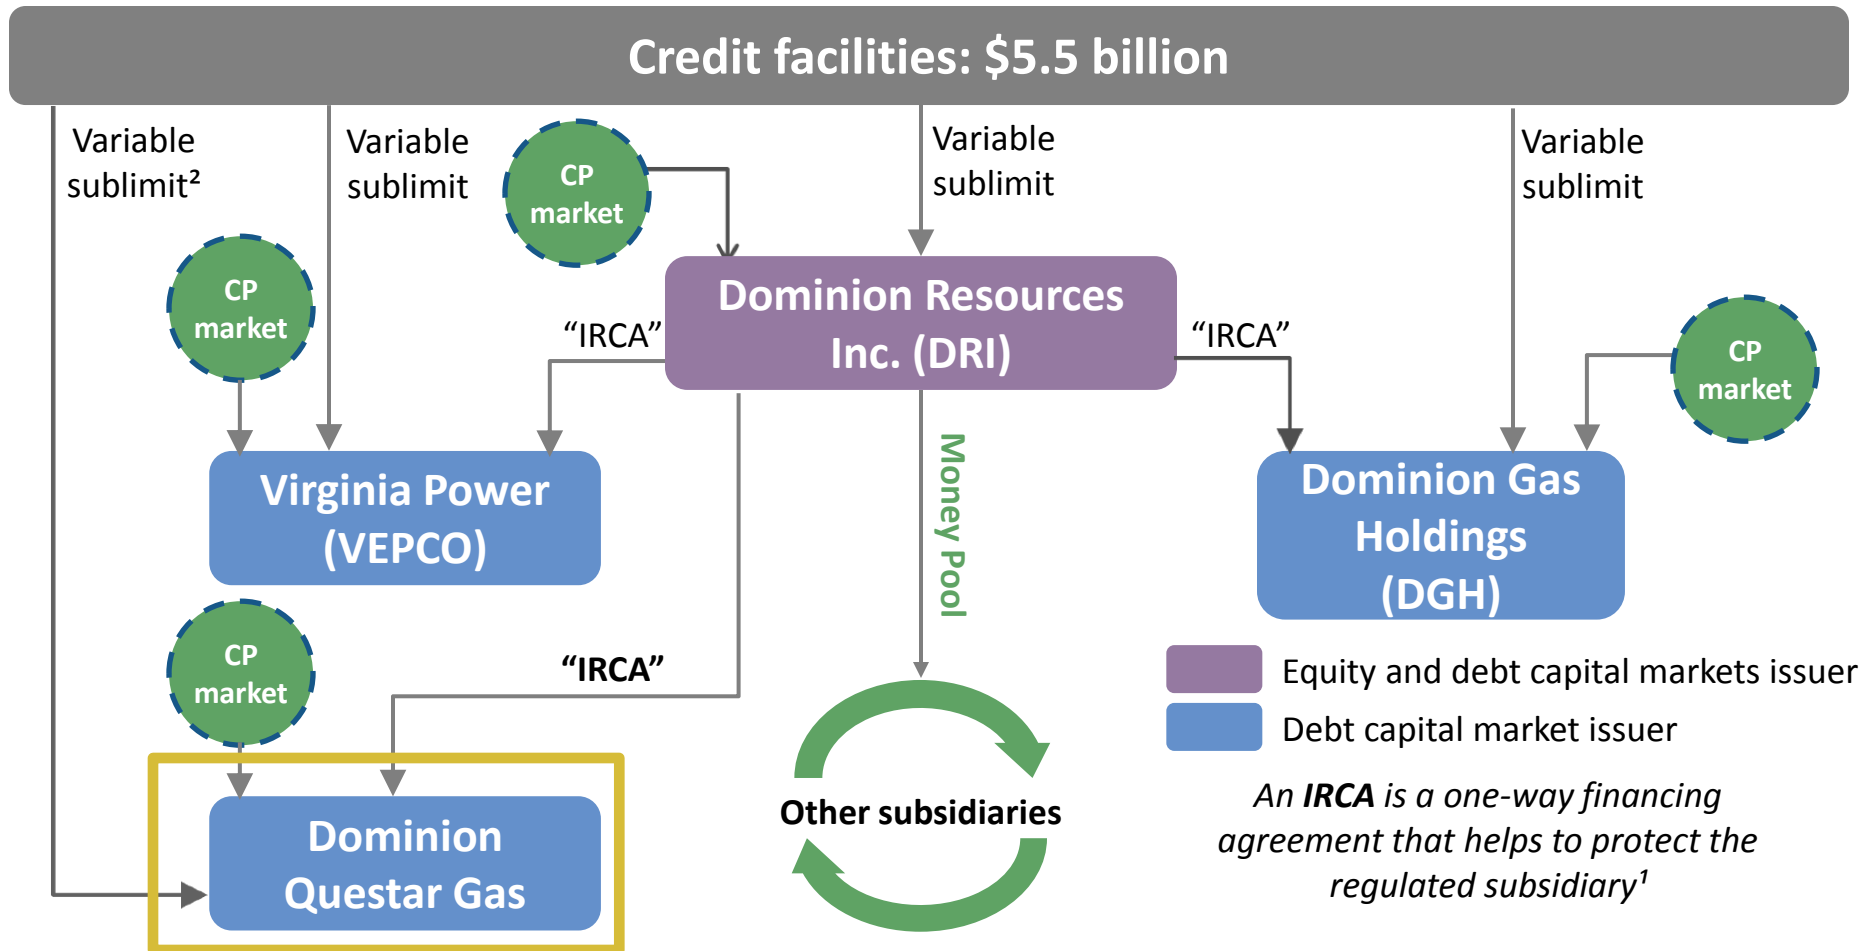 Credit facilities: $5.5 billion
Variable
sublimit²
Variable
sublimit
CP
market
Variable
sublimit
Variable
sublimit
CP
market
Dominion Resources
Inc. (DRI)
“IRCA”
“IRCA”
CP
market
Virginia Power
(VEPCO)
Money Pool
Dominion Gas
Holdings
(DGH)
CP
market
“IRCA”
Equity and debt capital markets issuer
Debt capital market issuer
Other subsidiaries
Dominion
Questar Gas
An IRCA is a one-way financing
agreement that helps to protect the
regulated subsidiary¹